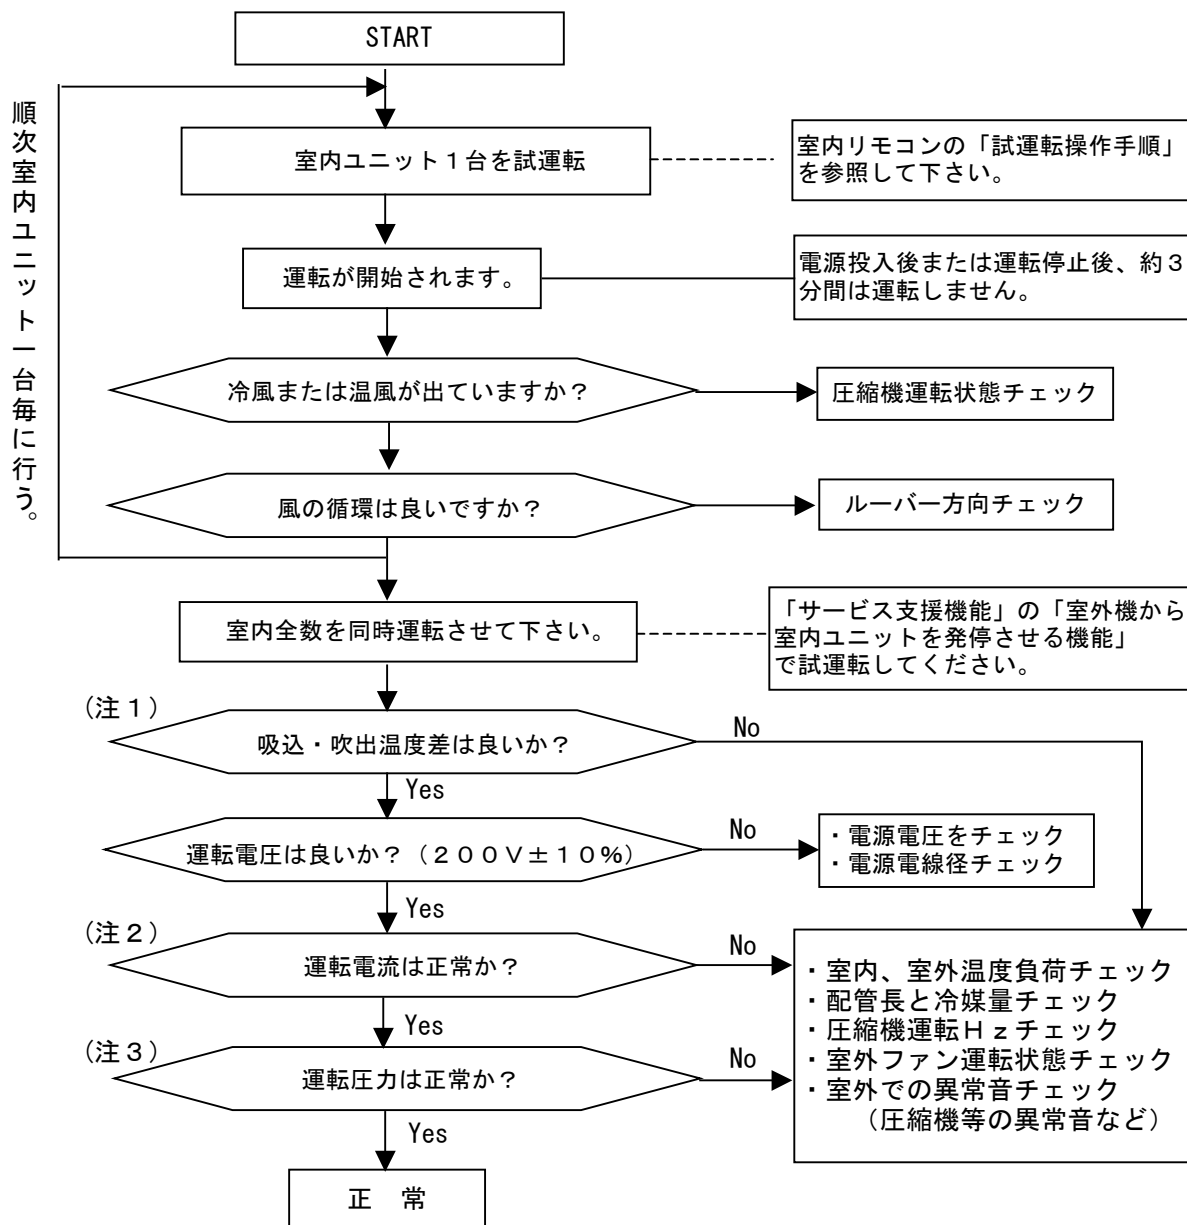 START
順次室内ユニット一台毎に行う。
室内ユニット１台を試運転
室内リモコンの「試運転操作手順」
を参照して下さい。
運転が開始されます。
電源投入後または運転停止後、約３
分間は運転しません。
冷風または温風が出ていますか？
圧縮機運転状態チェック
風の循環は良いですか？
ルーバー方向チェック
室内全数を同時運転させて下さい。
「サービス支援機能」の「室外機から
室内ユニットを発停させる機能」
で試運転してください。
（注１）
吸込・吹出温度差は良いか？
No
Yes
運転電圧は良いか？（２００Ｖ±１０％）
No
・電源電圧をチェック
・電源電線径チェック
Yes
（注２）
運転電流は正常か？
No
・室内、室外温度負荷チェック
・配管長と冷媒量チェック
・圧縮機運転Ｈｚチェック
・室外ファン運転状態チェック
・室外での異常音チェック
（圧縮機等の異常音など）
Yes
（注３）
運転圧力は正常か？
No
Yes
正　常